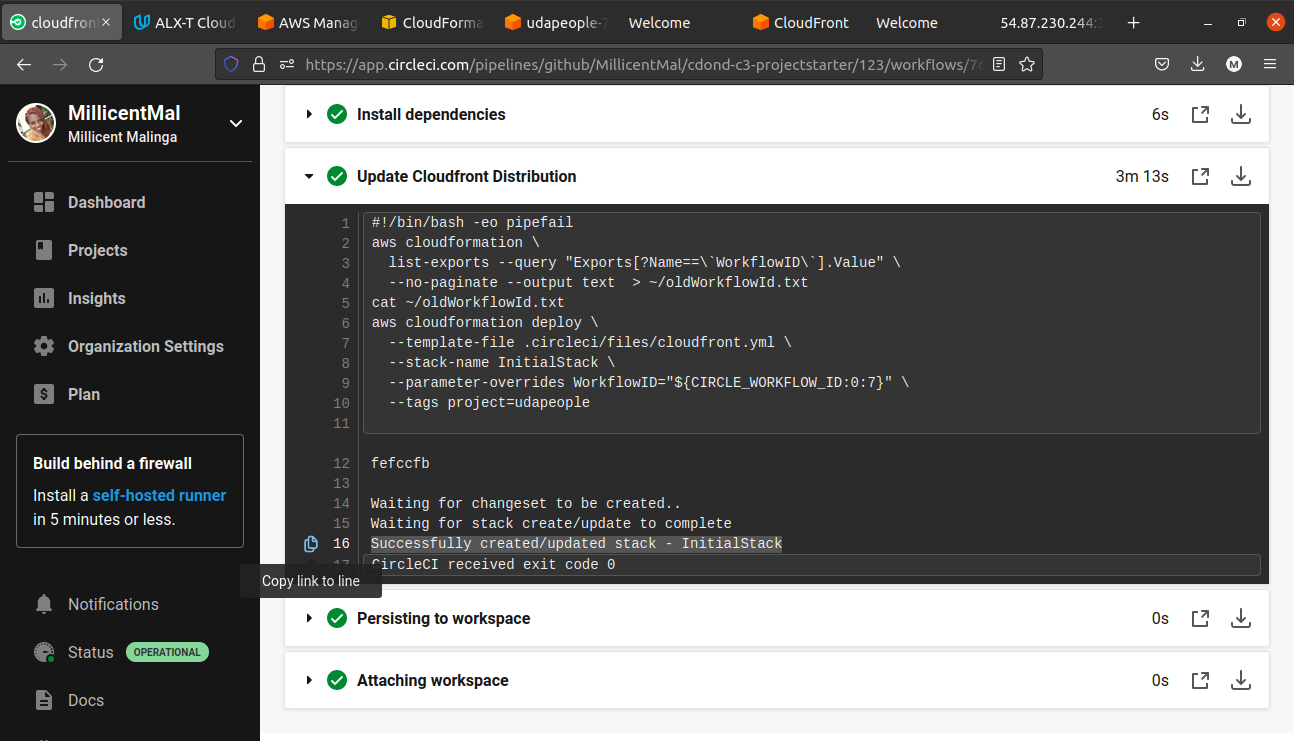 cloudfron
ALX-T Cloud
AWS Manag
CloudForma
udapeople-7
Welcome
CloudFront
Welcome
54.87.230.244:3
https://app.circleci.com/pipelines/github/MillicentMal/cdond-c3-projectstarter/123/workflows/7
M
MillicentMal
Millicent Malinga
Dashboard
Projects
Insights
Organization Settings
Plan
Build behind a firewall
Install a self-hosted runner
in 5 minutes or less.
Notifications
Status OPERATIONAL
Docs
Install dependencies 6s
Update Cloudfront Distribution 3m 13s
1 #!/bin/bash -eo pipefail
2 aws cloudformation \
3 list-exports --query "Exports[?Name==\`WorkflowID\`].Value" \
4 --no-paginate --output text  > ~/oldWorkflowId.txt
5 cat ~/oldWorkflowId.txt
6 aws cloudformation deploy \
7 --template-file .circleci/files/cloudfront.yml \
8 --stack-name InitialStack \
9 --parameter-overrides WorkflowID="${CIRCLE_WORKFLOW_ID:0:7}" \
10 --tags project=udapeople
11
12 fefccfb
13
14 Waiting for changeset to be created..
15 Waiting for stack create/update to complete
16 Successfully created/updated stack - InitialStack
17 CircleCI received exit code 0
Copy link to line
Persisting to workspace 0s
Attaching workspace 0s